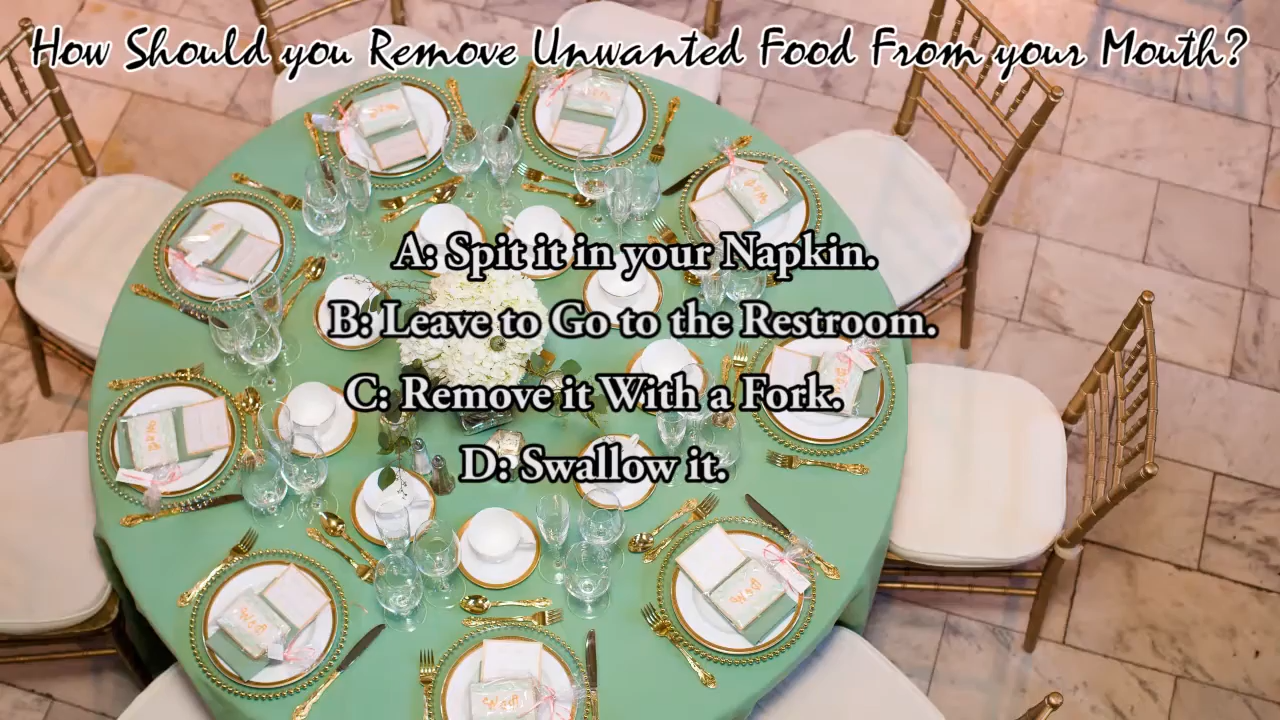 How Should you Remove Unwanted Food From your Mouth?
A: Spit it in your Napkin.
B: Leave to Go to the Restroom.
C: Remove it With a Fork.
D: Swallow it.